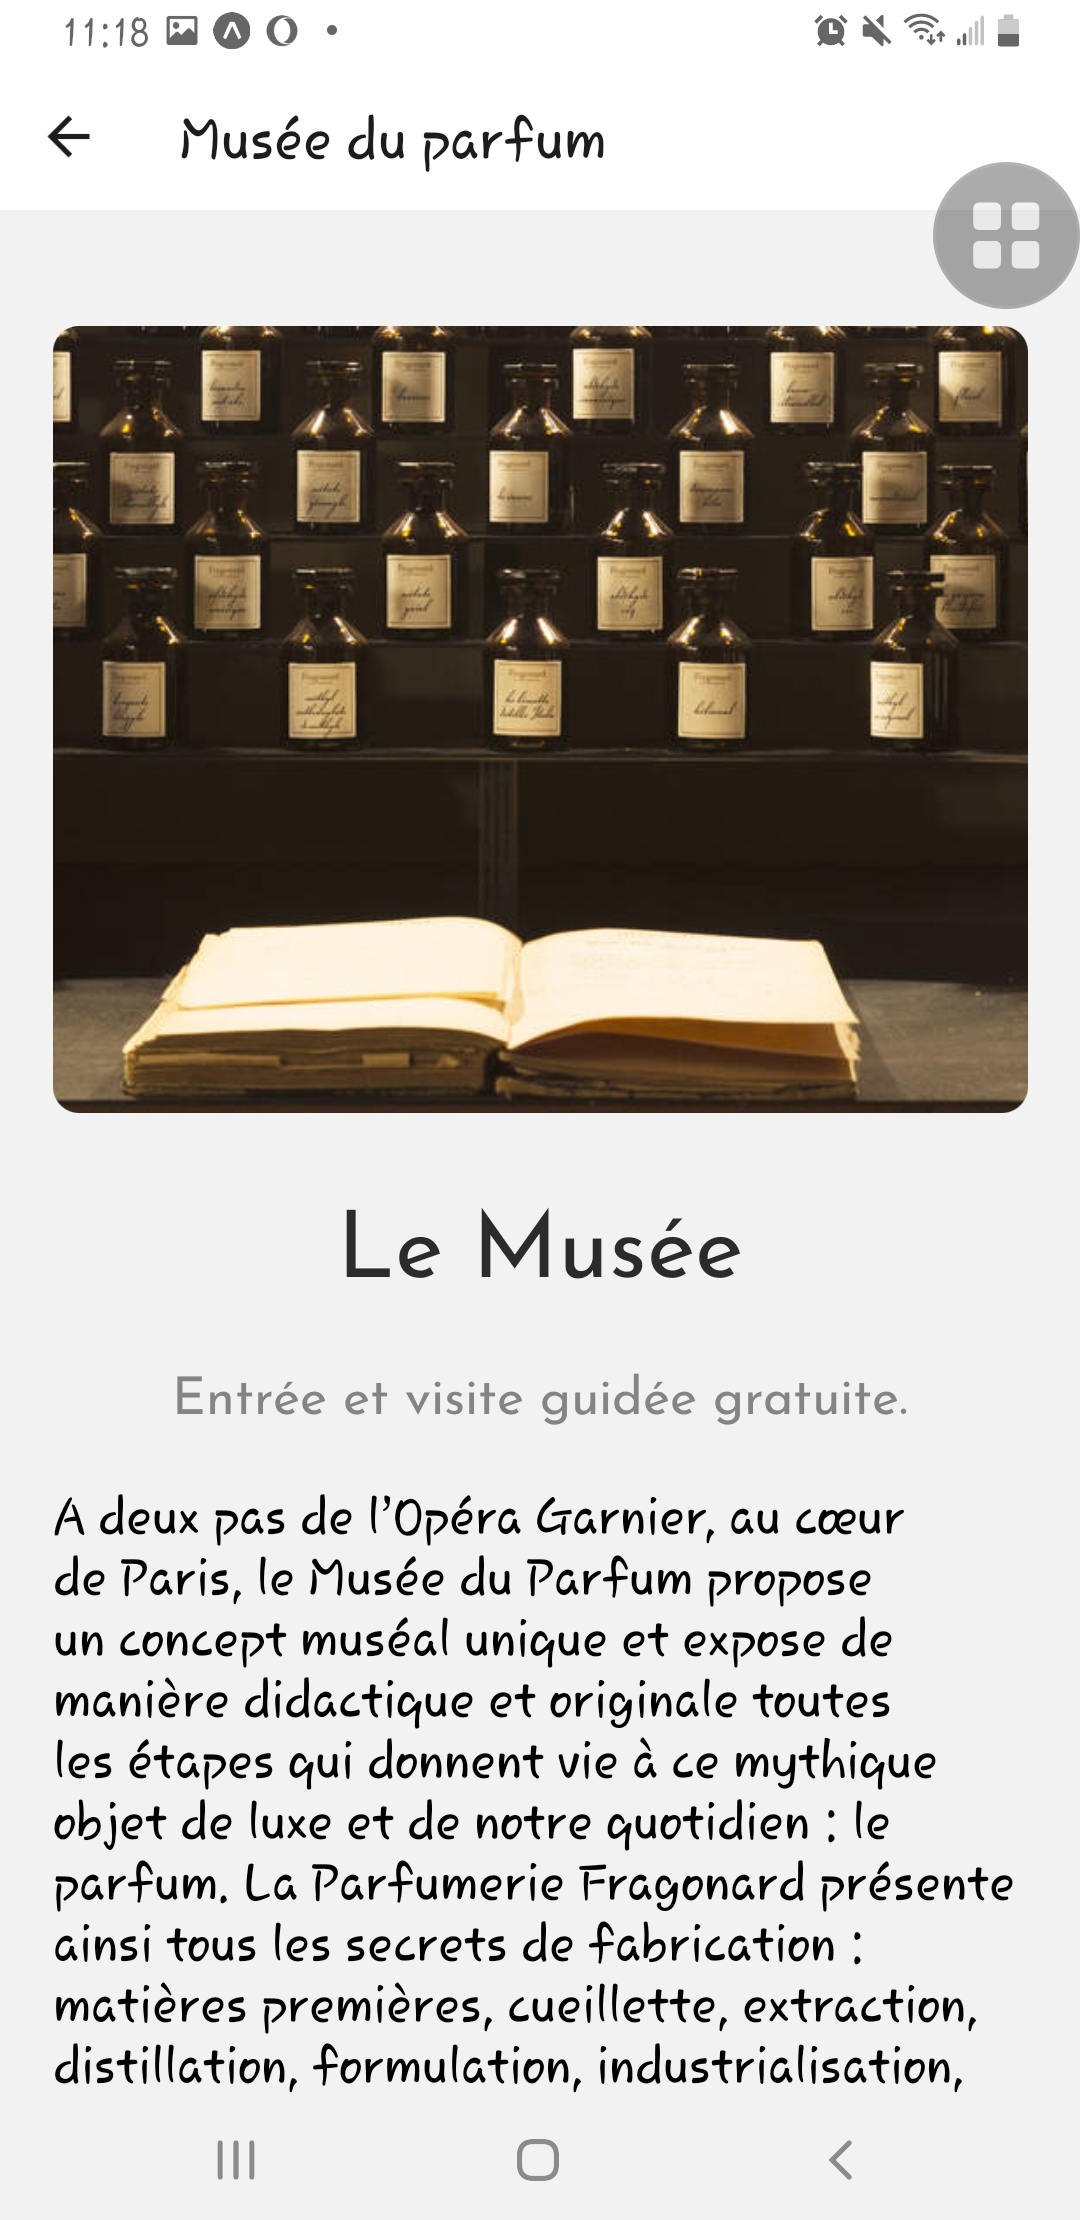 11:18
Musée du parfum
Le Musée
Entrée et visite guidée gratuite.
A deux pas de l’Opéra Garnier, au cœur
de Paris, le Musée du Parfum propose
un concept muséal unique et expose de
manière didactique et originale toutes
les étapes qui donnent vie à ce mythique
objet de luxe et de notre quotidien : le
parfum. La Parfumerie Fragonard présente
ainsi tous les secrets de fabrication :
matières premières, cueillette, extraction,
distillation, formulation, industrialisation,